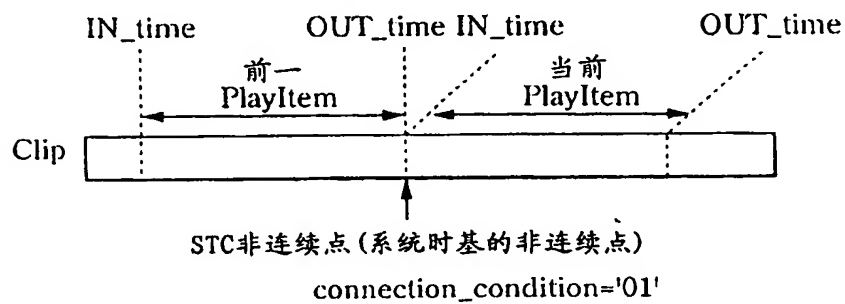 IN_time OUT_time IN_time OUT_time
前一 当前
PlayItem PlayItem
Clip
STC非连续点(系统时基的非连续点)
connection_condition='01'